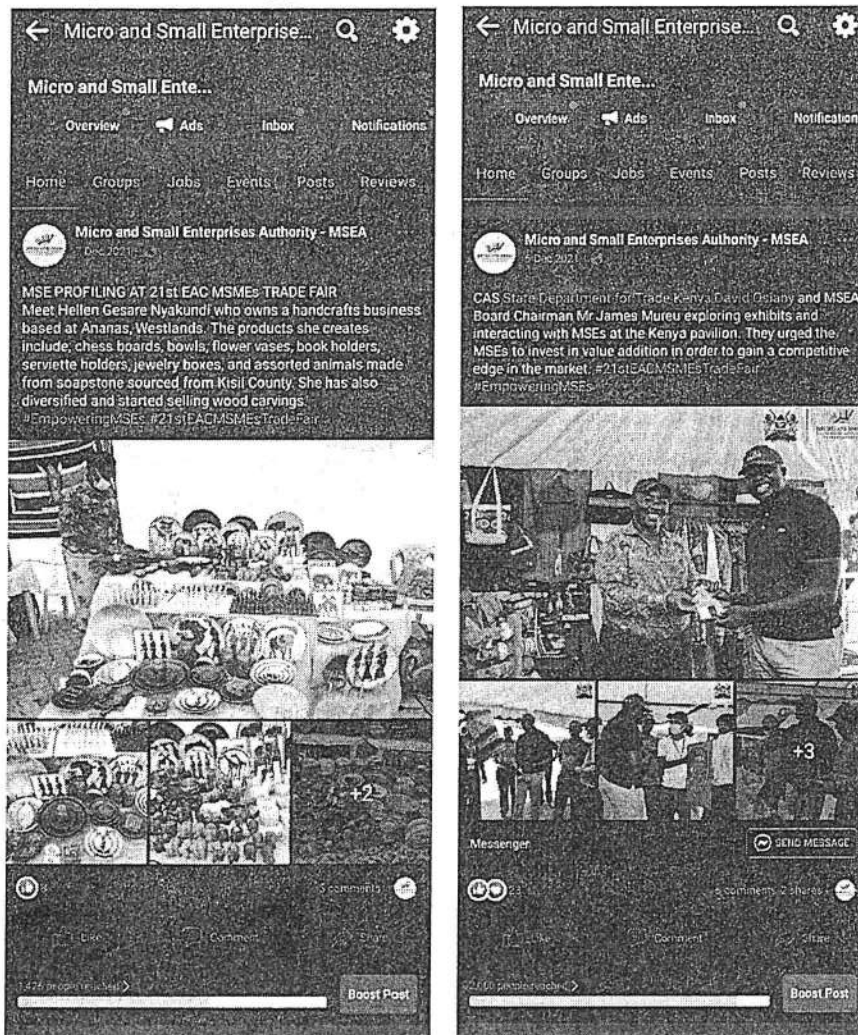 Micro and Small Enterprise...
Micro and Small Ente...
Overview
Ads
Inbox
Notifications
Home
Groups
Jobs
Events
Posts
Reviews
Micro and Small Enterprises Authority - MSEA
Dec 2021
MSE PROFILING AT 21st EAC MSMEs TRADE FAIR
Meet Hellen Gesare Nyakundi who owns a handcrafts business
based at Ananas, Westlands. The products she creates
include; chess boards, bowls, flower vases, book holders,
serviette holders, jewelry boxes, and assorted animals made
from soapstone sourced from Kisii County. She has also
diversified and started selling wood carvings.
#EmpoweringMSEs #21stEACMSMEsTradeFair
+2
8
5 comments
Like
Comment
Share
1,426 people reached >
Boost Post
Micro and Small Enterprise...
Micro and Small Ente...
Overview
Ads
Inbox
Notification
Home
Groups
Jobs
Events
Posts
Reviews
Micro and Small Enterprises Authority - MSEA
Dec 2021
CAS State Department for Trade Kenya David Osiany and MSEA
Board Chairman Mr James Mureu exploring exhibits and
interacting with MSEs at the Kenya pavilion. They urged the
MSEs to invest in value addition in order to gain a competitive
edge in the market. #21stEACMSMEsTradeFair
#EmpoweringMSEs
+3
Messenger
SEND MESSAGE
23
comments
2 shares
Like
Comment
Share
people reached >
Boost Post